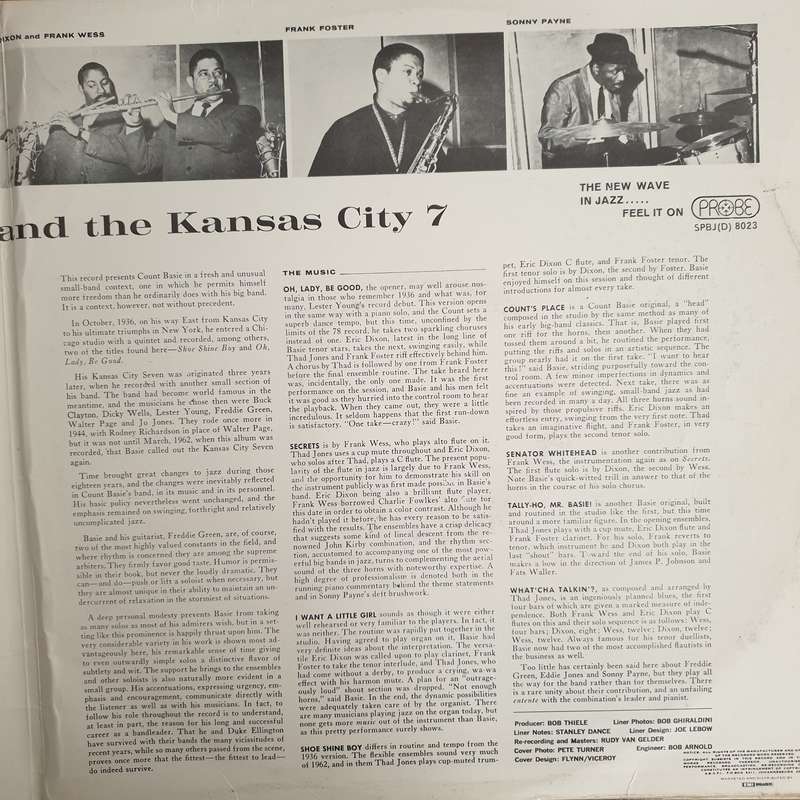 DIXON and FRANK WESS
FRANK FOSTER
SONNY PAYNE
and the Kansas City 7
THE NEW WAVE
IN JAZZ.....
FEEL IT ON
PROBE
SPBJ(D) 8023
This record presents Count Basie in a fresh and unusual
small-band context, one in which he permits himself
more freedom than he ordinarily does with his big band.
It is a context, however, not without precedent.
In October, 1936, on his way East from Kansas City
to his ultimate triumphs in New York, he entered a Chi-
cago studio with a quintet and recorded, among others,
two of the titles found here—Shoe Shine Boy and Oh,
Lady, Be Good.
His Kansas City Seven was originated three years
later, when he recorded with another small section of
his band. The band had become world famous in the
meantime, and the musicians he chose then were Buck
Clayton, Dicky Wells, Lester Young, Freddie Green,
Walter Page and Jo Jones. They rode once more in
1944, with Rodney Richardson in place of Walter Page,
but it was not until March, 1962, when this album was
recorded, that Basie called out the Kansas City Seven
again.
Time brought great changes to jazz during those
eighteen years, and the changes were inevitably reflected
in Count Basie's band, in its music and in its personnel.
His basic policy nevertheless went unchanged, and the
emphasis remained on swinging, forthright and relatively
uncomplicated jazz.
Basie and his guitarist, Freddie Green, are, of course,
two of the most highly valued constants in the field, and
where rhythm is concerned they are among the supreme
arbiters. They firmly favor good taste. Humor is permis-
sible in their book, but never the loudly dramatic. They
can—and do—push or lift a soloist when necessary, but
they are almost unique in their ability to maintain an un-
dercurrent of relaxation in the stormiest of situations.
A deep personal modesty prevents Basie from taking
as many solos as most of his admirers wish, but in a set-
ting like this prominence is happily thrust upon him. The
very considerable variety in his work is shown most ad-
vantageously here, his remarkable sense of time giving
to even outwardly simple solos a distinctive flavor of
subtlety and wit. The support he brings to the ensembles
and other soloists is also naturally more evident in a
small group. His accentuations, expressing urgency, em-
phasis and encouragement, communicate directly with
the listener as well as with his musicians. In fact, to
follow his role throughout the record is to understand,
at least in part, the reason for his long and successful
career as a bandleader. That he and Duke Ellington
have survived with their bands the many vicissitudes of
recent years, while so many others passed from the scene,
proves once more that the fittest—the fittest to lead—
do indeed survive.
THE MUSIC
OH, LADY, BE GOOD, the opener, may well arouse nos-
talgia in those who remember 1936 and what was, for
many, Lester Young's record debut. This version opens
in the same way with a piano solo, and the Count sets a
superb dance tempo, but this time, unconfined by the
limits of the 78 record, he takes two sparkling choruses
instead of one. Eric Dixon, latest in the long line of
Basie tenor stars, takes the next, swinging easily, while
Thad Jones and Frank Foster riff effectively behind him.
A chorus by Thad is followed by one from Frank Foster
before the final ensemble routine. The take heard here
was, incidentally, the only one made. It was the first
performance on the session, and Basie and his men felt
it was good as they hurried into the control room to hear
the playback. When they came out, they were a little
incredulous. It seldom happens that the first run-down
is satisfactory. "One take—crazy!" said Basie.
SECRETS is by Frank Wess, who plays alto flute on it.
Thad Jones uses a cup mute throughout and Eric Dixon,
who solos after Thad, plays a C flute. The present popu-
larity of the flute in jazz is largely due to Frank Wess,
and the opportunity for him to demonstrate his skill on
the instrument publicly was first made possible in Basie's
band. Eric Dixon being also a brilliant flute player,
Frank Wess borrowed Charlie Fowlkes' alto flute for
this date in order to obtain a color contrast. Although he
hadn't played it before, he has every reason to be satis-
fied with the results. The ensembles have a crisp delicacy
that suggests some kind of lineal descent from the re-
nowned John Kirby combination, and the rhythm sec-
tion, accustomed to accompanying one of the most pow-
erful big bands in jazz, turns to complementing the aerial
sound of the three horns with noteworthy expertise. A
high degree of professionalism is denoted both in the
running piano commentary behind the theme statements
and in Sonny Payne's deft brushwork.
I WANT A LITTLE GIRL sounds as though it were either
well rehearsed or very familiar to the players. In fact, it
was neither. The routine was rapidly put together in the
studio. Having agreed to play on organ it, Basie had
very definite ideas about the interpretation. The versa-
tile Eric Dixon was called upon to play clarinet, Frank
Foster to take the tenor interlude, and Thad Jones, who
had come without a derby, to produce a crying, wa-wa
effect with his harmon mute. A plan for an "outrage-
ously loud" shout section was dropped. "Not enough
horns," said Basie. In the end, the dynamic possibilities
were adequately taken care of by the organist. There
are many musicians playing jazz on the organ today, but
none gets more music out of the instrument than Basie,
as this pretty performance surely shows.
SHOE SHINE BOY differs in routine and tempo from the
1936 version. The flexible ensembles sound very much
of 1962, and in them Thad Jones plays cup-muted trum-
pet, Eric Dixon C flute, and Frank Foster tenor. The
first tenor solo is by Dixon, the second by Foster. Basie
enjoyed himself on this session and thought of different
introductions for almost every take.
COUNT'S PLACE is a Count Basie original, a "head"
composed in the studio by the same method as many of
his early big-band classics. That is, Basie played first
one riff for the horns, then another. When they had
tossed them around a bit, he routined the performance,
putting the riffs and solos in an artistic sequence. The
group nearly had it on the first take. "I want to hear
this!" said Basie, striding purposefully toward the con-
trol room. A few minor imperfections in dynamics and
accentuations were detected. Next take, there was as
fine an example of swinging, small-band jazz as had
been recorded in many a day. All three horns sound in-
spired by those propulsive riffs. Eric Dixon makes an
effortless entry, swinging from the very first note. Thad
takes an imaginative flight, and Frank Foster, in very
good form, plays the second tenor solo.
SENATOR WHITEHEAD is another contribution from
Frank Wess, the instrumentation again as on Secrets.
The first flute solo is by Dixon, the second by Wess.
Note Basie's quick-witted trill in answer to that of the
horns in the course of his solo chorus.
TALLY-HO, MR. BASIE! is another Basie original, built
and routined in the studio like the first, but this time
around a more familiar figure. In the opening ensembles,
Thad Jones plays with a cup mute, Eric Dixon flute and
Frank Foster clarinet. For his solo, Frank reverts to
tenor, which instrument he and Dixon both play in the
last "shout" bars. Toward the end of his solo, Basie
makes a bow in the direction of James P. Johnson and
Fats Waller.
WHAT'CHA TALKIN'?, as composed and arranged by
Thad Jones, is an ingeniously planned blues, the first
four bars of which are given a marked measure of inde-
pendence. Both Frank Wess and Eric Dixon play C
flutes on this and their solo sequence is as follows: Wess,
four bars; Dixon, eight; Wess, twelve; Dixon, twelve;
Wess, twelve. Always famous for his tenor duellists,
Basie now had two of the most accomplished flautists in
the business as well.
Too little has certainly been said here about Freddie
Green, Eddie Jones and Sonny Payne, but they play all
the way for the band rather than for themselves. There
is a rare unity about their contribution, and an unfailing
entente with the combination's leader and pianist.
Producer: BOB THIELE Liner Photos: BOB GHIRALDINI
Liner Notes: STANLEY DANCE Liner Design: JOE LEBOW
Re-recording and Masters: RUDY VAN GELDER
Cover Photo: PETE TURNER Engineer: BOB ARNOLD
Cover Design: FLYNN/VICEROY